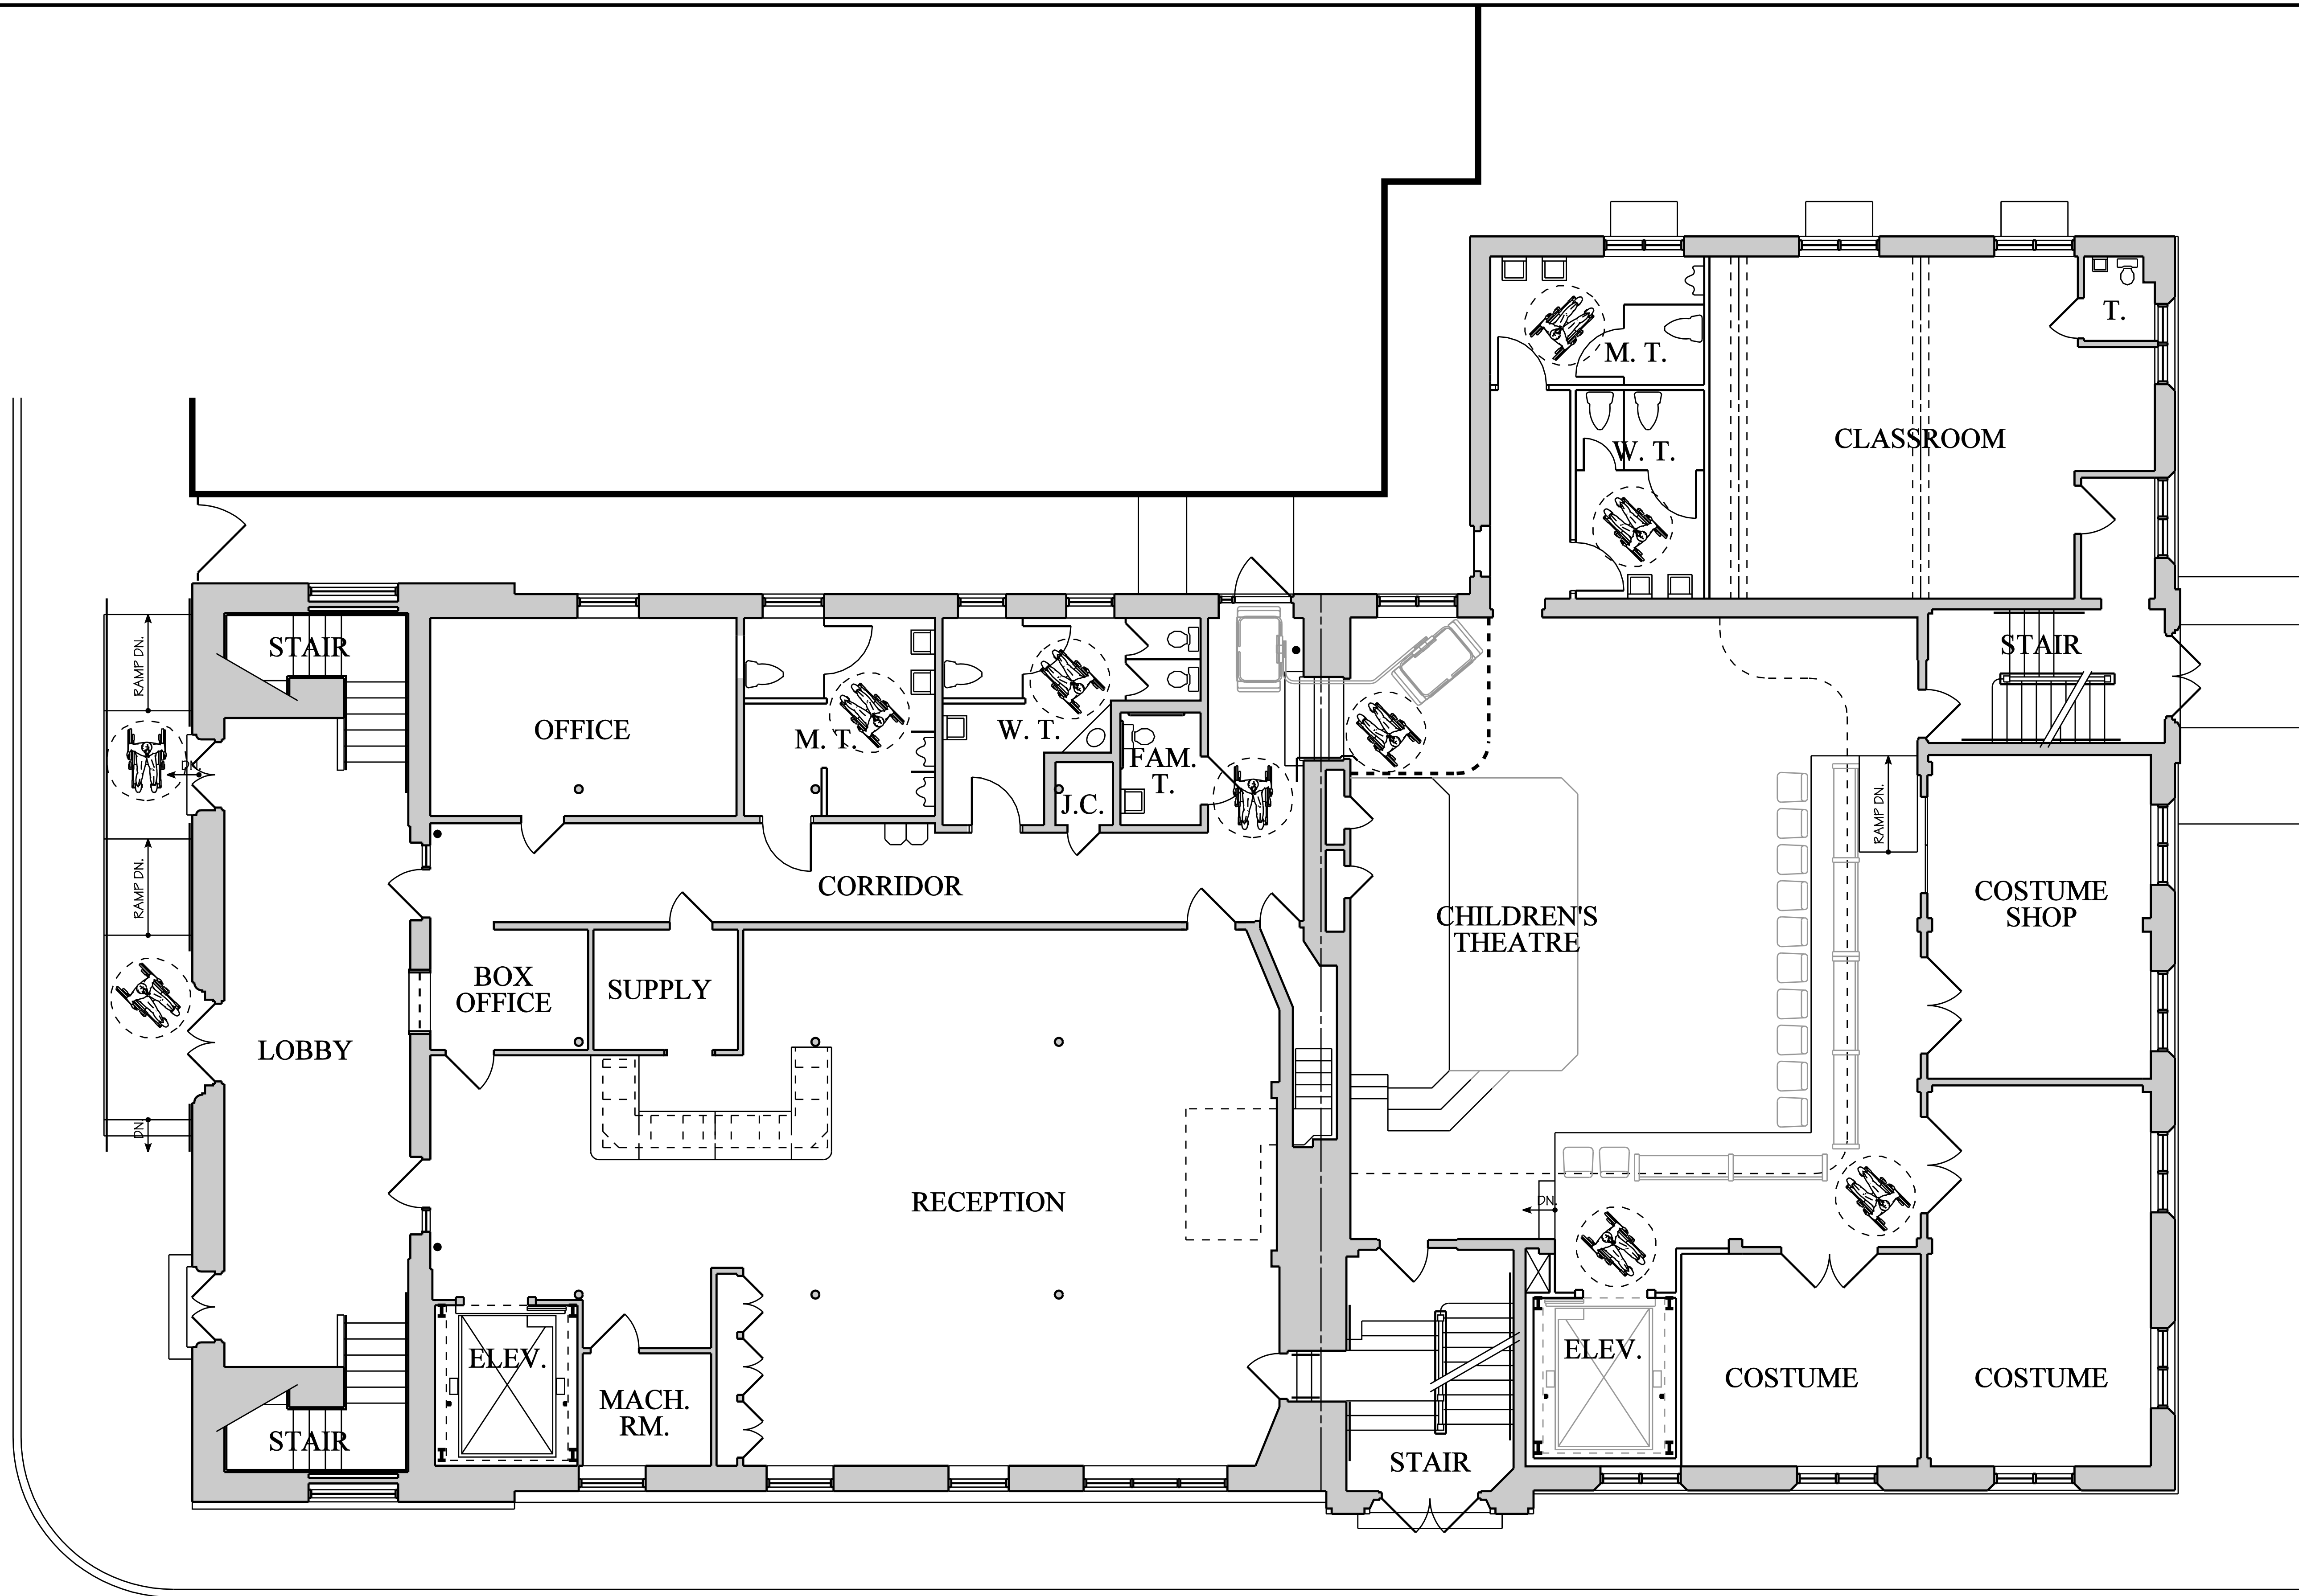 T.
M. T.
CLASSROOM
W. T.
STAIR
STAIR
RAMP DN.
OFFICE
M. T.
W. T.
FAM.
T.
DN.
J.C.
RAMP DN.
RAMP DN.
CORRIDOR
CHILDREN'S
THEATRE
COSTUME
SHOP
BOX
OFFICE
SUPPLY
LOBBY
DN.
RECEPTION
DN.
ELEV.
ELEV.
MACH.
RM.
COSTUME
COSTUME
STAIR
STAIR